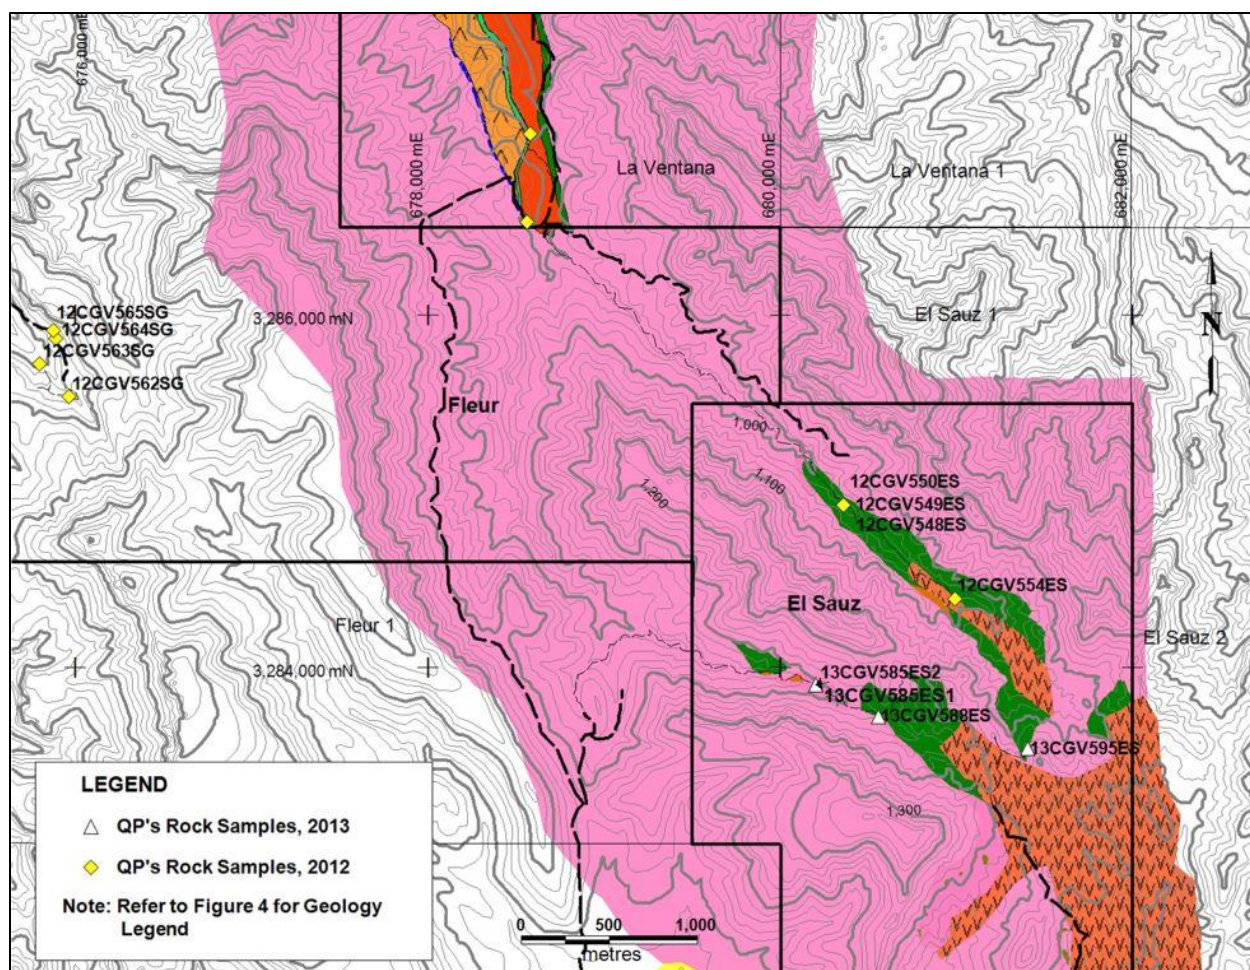 676,000 mE
678,000 mE
680,000 mE
682,000 mE
La Ventana
La Ventana 1
12CGV565SG
12CGV564SG
12CGV563SG
12CGV562SG
3,286,000 mN
El Sauz 1
N
Fleur
1,000
1,100
1,200
12CGV550ES
12CGV549ES
12CGV548ES
12CGV554ES
El Sauz
Fleur 1
El Sauz 2
3,284,000 mN
13CGV585ES2
13CGV585ES1
13CGV588ES
13CGV595ES
1,300
LEGEND
QP's Rock Samples, 2013
QP's Rock Samples, 2012
Note: Refer to Figure 4 for Geology
Legend
0 500 1,000
metres